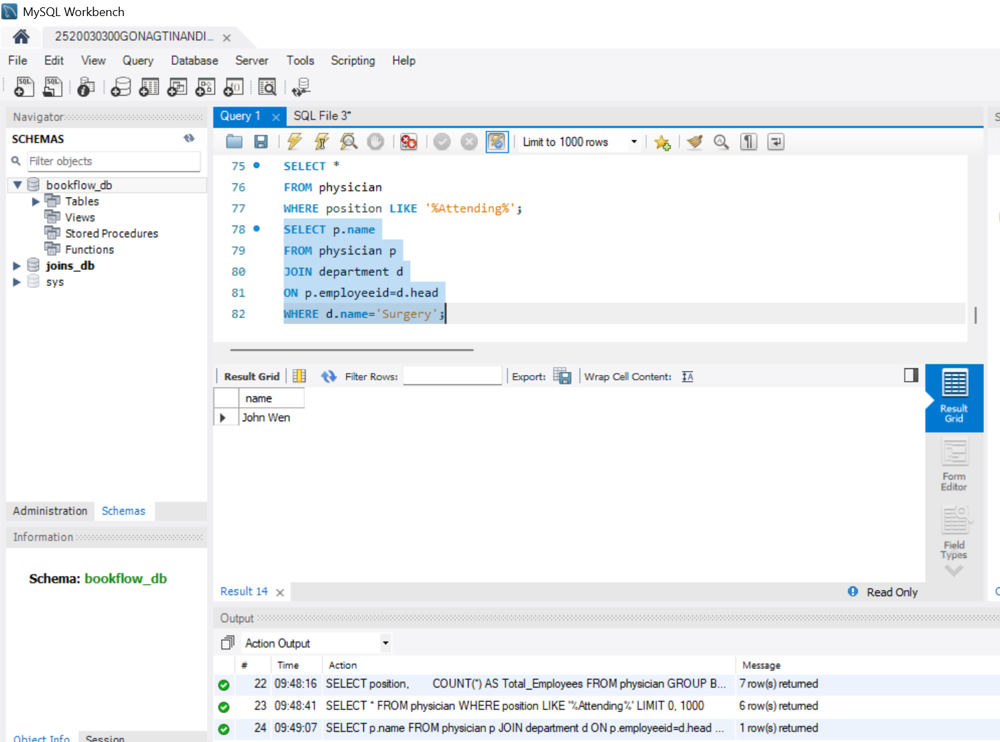 MySQL Workbench
2520030300GONAGTINANDI...
File Edit View Query Database Server Tools Scripting Help
Navigator
SCHEMAS
Filter objects
bookflow_db
Tables
Views
Stored Procedures
Functions
joins_db
sys
Administration Schemas
Information
Schema: bookflow_db
Object Info Session
Query 1 SQL File 3*
Limit to 1000 rows
75 SELECT *
76 FROM physician
77 WHERE position LIKE '%Attending%';
78 SELECT p.name
79 FROM physician p
80 JOIN department d
81 ON p.employeeid=d.head
82 WHERE d.name='Surgery';
Result Grid Filter Rows: Export: Wrap Cell Content:
name
John Wen
Result Grid
Form Editor
Field Types
Result 14 Read Only
Output
Action Output
# Time Action Message
22 09:48:16 SELECT position, COUNT(*) AS Total_Employees FROM physician GROUP B... 7 row(s) returned
23 09:48:41 SELECT * FROM physician WHERE position LIKE '%Attending%' LIMIT 0, 1000 6 row(s) returned
24 09:49:07 SELECT p.name FROM physician p JOIN department d ON p.employeeid=d.head ... 1 row(s) returned